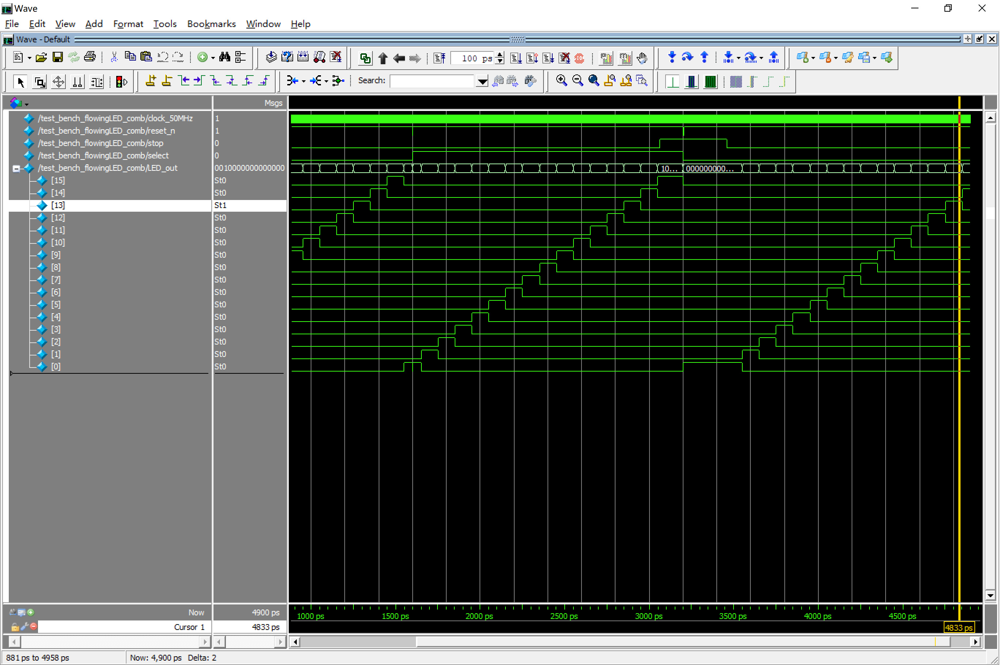 Wave
File Edit View Add Format Tools Bookmarks Window Help
Wave - Default
100 ps
Search:
Msgs
/test_bench_flowingLED_comb/clock_50MHz 1
/test_bench_flowingLED_comb/reset_n 1
/test_bench_flowingLED_comb/stop 0
/test_bench_flowingLED_comb/select 0
/test_bench_flowingLED_comb/LED_out 0010000000000000 10... 000000000...
[15] St0
[14] St0
[13] St1
[12] St0
[11] St0
[10] St0
[9] St0
[8] St0
[7] St0
[6] St0
[5] St0
[4] St0
[3] St0
[2] St0
[1] St0
[0] St0
Now 4900 ps 1000 ps 1500 ps 2000 ps 2500 ps 3000 ps 3500 ps 4000 ps 4500 ps
Cursor 1 4833 ps 4833 ps
881 ps to 4958 ps Now: 4,900 ps Delta: 2